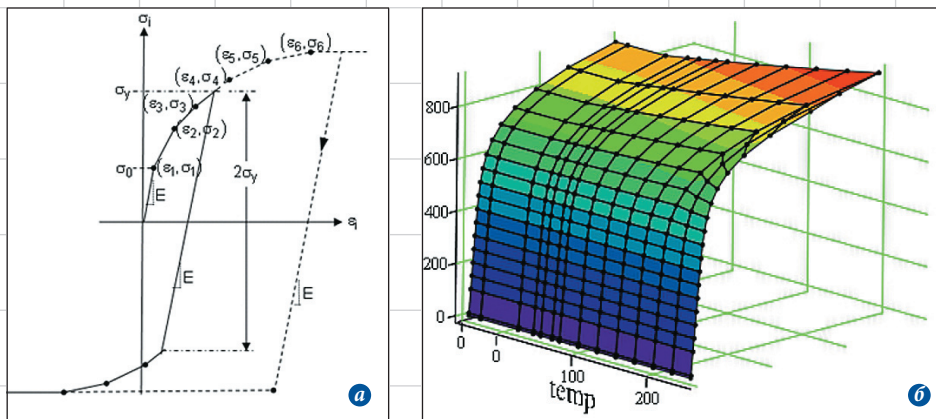 σi
(ε5,σ5)
(ε6,σ6)
(ε4,σ4)
σy
(ε3,σ3)
(ε2,σ2)
σ0
(ε1,σ1)
2σy
E
εi
E
E
а
800
600
400
200
0
0
0
100
200
temp
б